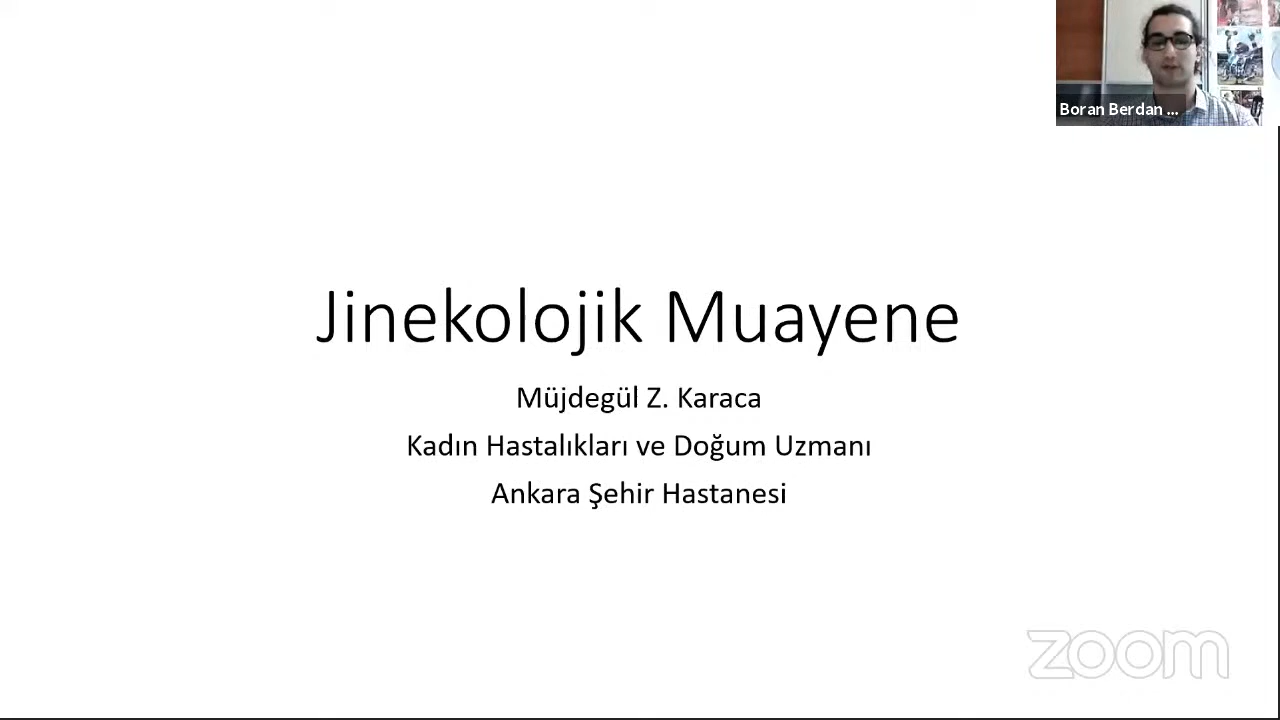 Boran Berdan ...
Jinekolojik Muayene
Müjdegül Z. Karaca
Kadın Hastalıkları ve Doğum Uzmanı
Ankara Şehir Hastanesi
zoom